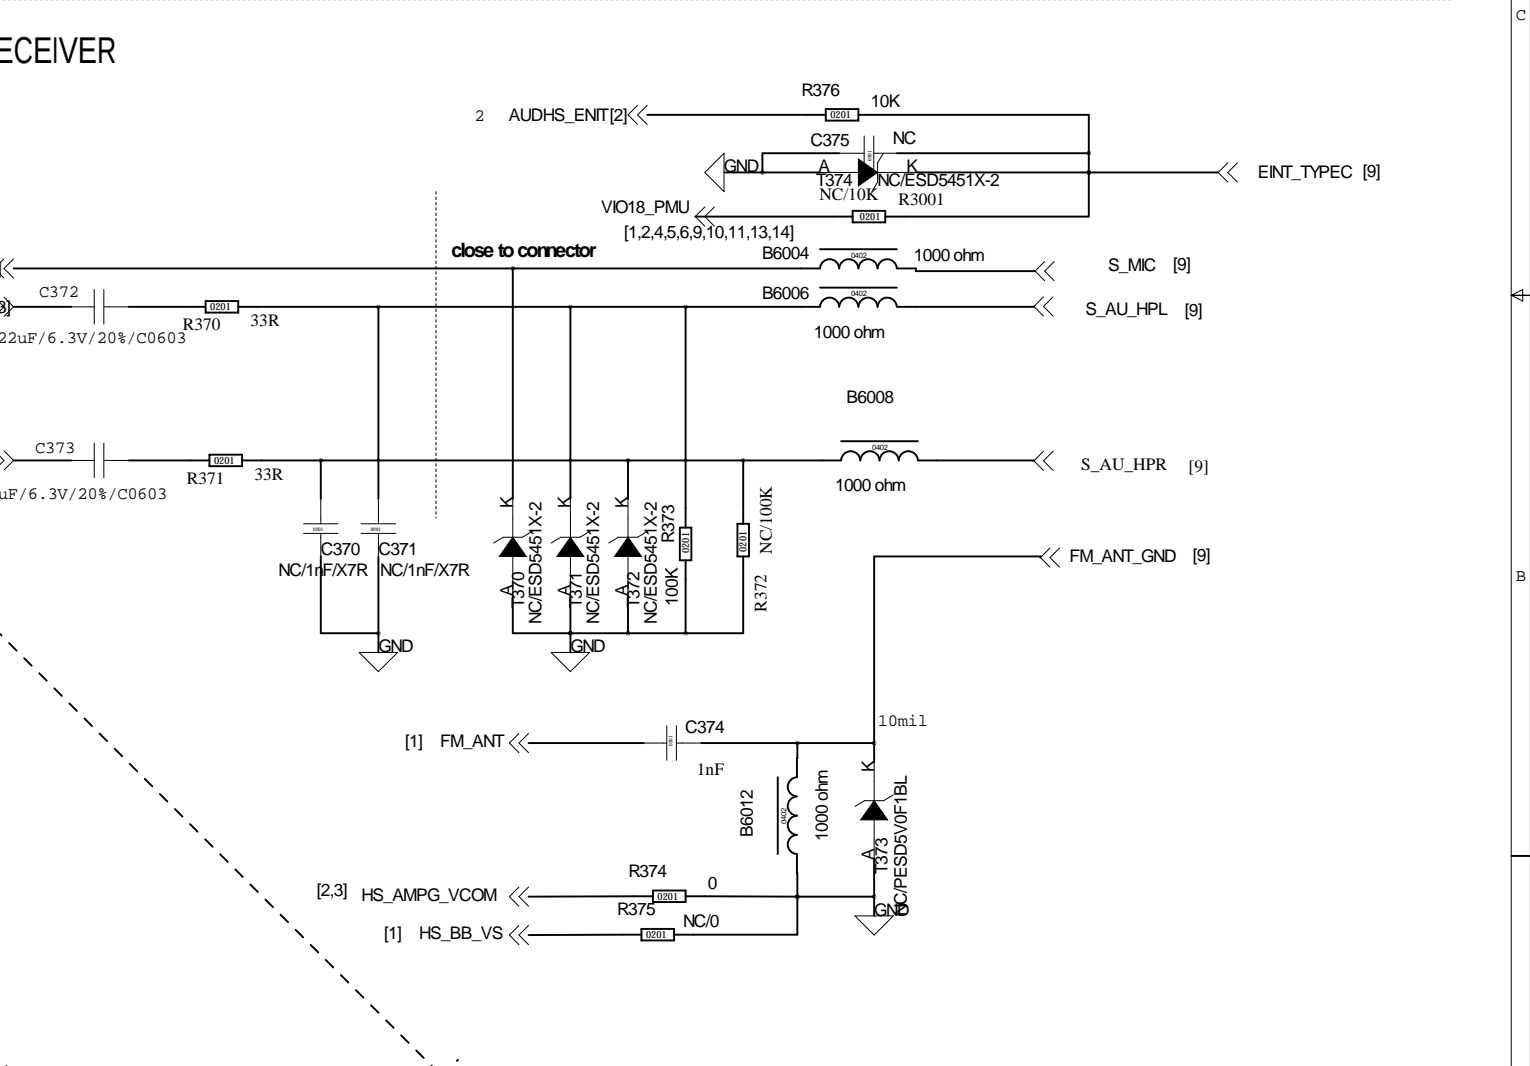 C
ECEIVER
R376
10K
2 AUDHS_ENIT[2]
C375 NC
GND A K
EINT_TYPEC [9]
T374 NC/ESD5451X-2
NC/10K R3001
VIO18_PMU
0201
[1,2,4,5,6,9,10,11,13,14]
close to connector
B6004 0402 1000 ohm
S_MIC [9]
C372
B6006 0402
S_AU_HPL [9]
R370 0201 33R
1000 ohm
22uF/6.3V/20%/C0603
B6008
C373
0402
R371 0201 33R
S_AU_HPR [9]
1000 ohm
uF/6.3V/20%/C0603
K K K
C370 C371
NC/1nF/X7R NC/1nF/X7R
A T370 NC/ESD5451X-2
A T371 NC/ESD5451X-2
A T372 NC/ESD5451X-2
R373 0201 100K
NC/100K 0201 R372
FM_ANT_GND [9]
B
GND GND
10mil
[1] FM_ANT C374
1nF
K
B6012 0402 1000 ohm
A T373
C/PESD5V0F1BL
R374
[2,3] HS_AMPG_VCOM 0201 0
R375
GND
[1] HS_BB_VS 0201 NC/0